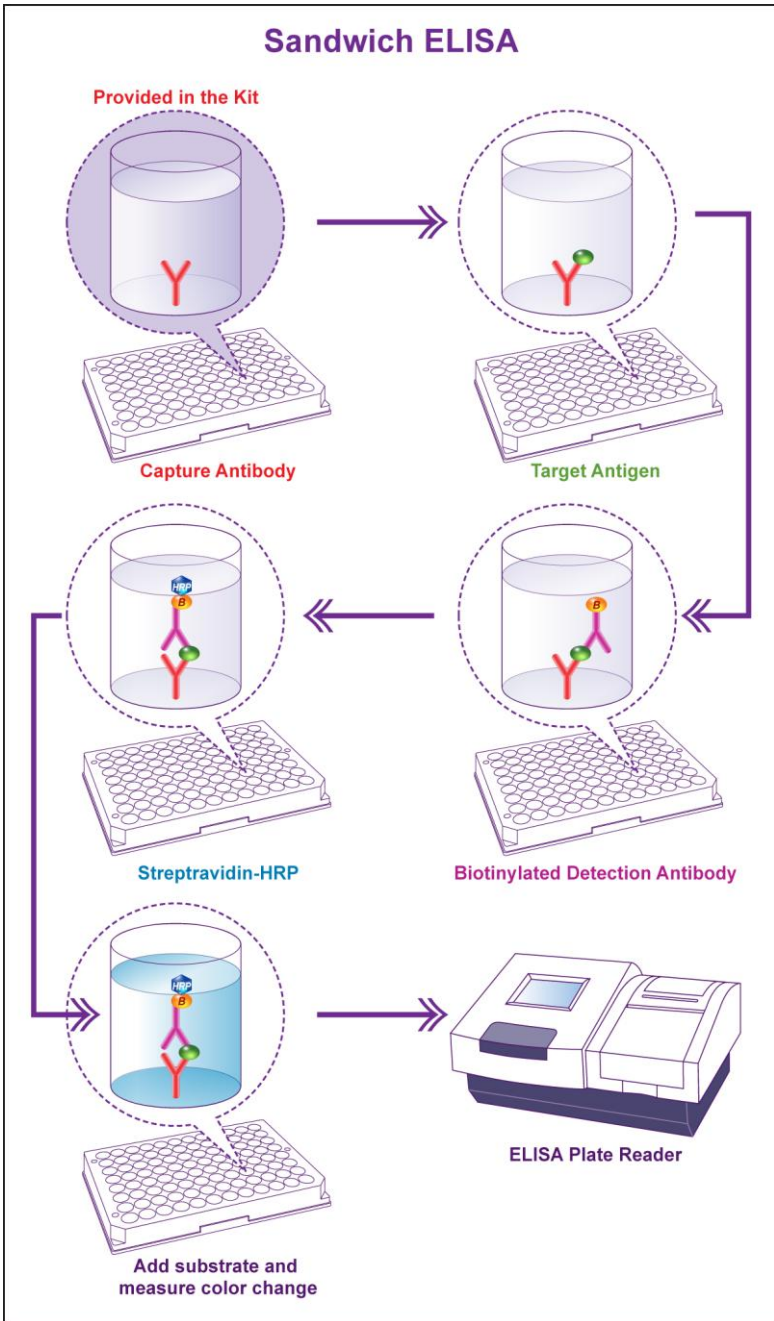 Sandwich ELISA
Provided in the Kit
Capture Antibody
Target Antigen
B
HRP
B
Biotinylated Detection Antibody
Streptravidin-HRP
HRP
B
Add substrate and
measure color change
ELISA Plate Reader